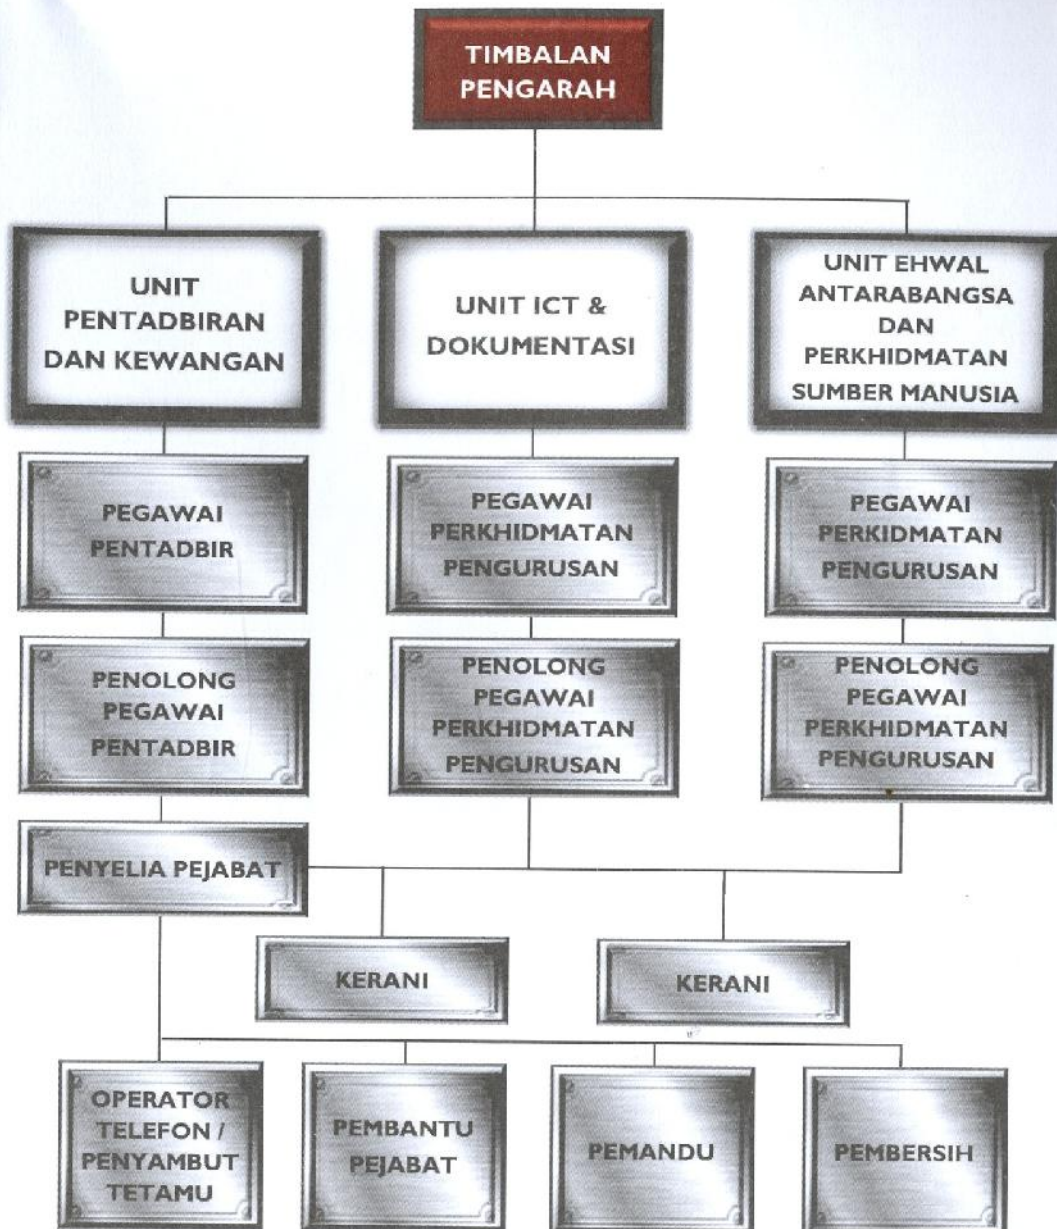 TIMBALAN
PENGARAH
UNIT
PENTADBIRAN
DAN KEWANGAN
UNIT ICT &
DOKUMENTASI
UNIT EHWAL
ANTARABANGSA
DAN
PERKHIDMATAN
SUMBER MANUSIA
PEGAWAI
PENTADBIR
PEGAWAI
PERKHIDMATAN
PENGURUSAN
PEGAWAI
PERKIDMATAN
PENGURUSAN
PENOLONG
PEGAWAI
PENTADBIR
PENOLONG
PEGAWAI
PERKHIDMATAN
PENGURUSAN
PENOLONG
PEGAWAI
PERKHIDMATAN
PENGURUSAN
PENYELIA PEJABAT
KERANI
KERANI
OPERATOR
TELEFON /
PENYAMBUT
TETAMU
PEMBANTU
PEJABAT
PEMANDU
PEMBERSIH